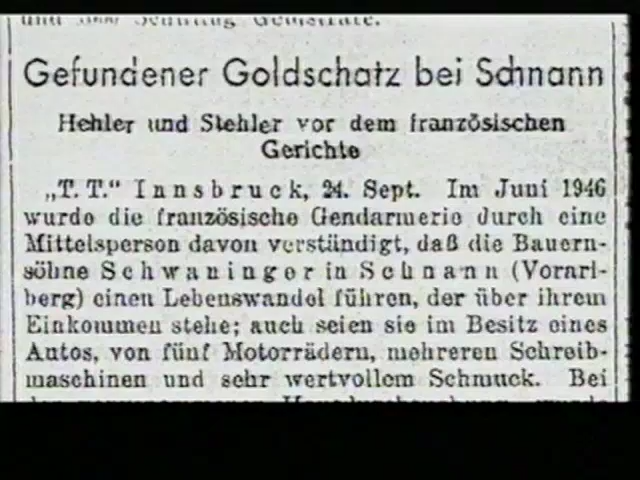 Gefundener Goldschatz bei Schnann
Hehler und Stehler vor dem französischen
Gerichte
„T. T.“ Innsbruck, 24. Sept. Im Juni 1946
wurde die französische Gendarmerie durch eine
Mittelsperson davon verständigt, daß die Bauern-
söhne Schwaninger in Schnann (Vorarl-
berg) einen Lebenswandel führen, der über ihrem
Einkommen stehe; auch seien sie im Besitz eines
Autos, von fünf Motorrädern, mehreren Schreib-
maschinen und sehr wertvollem Schmuck. Bei